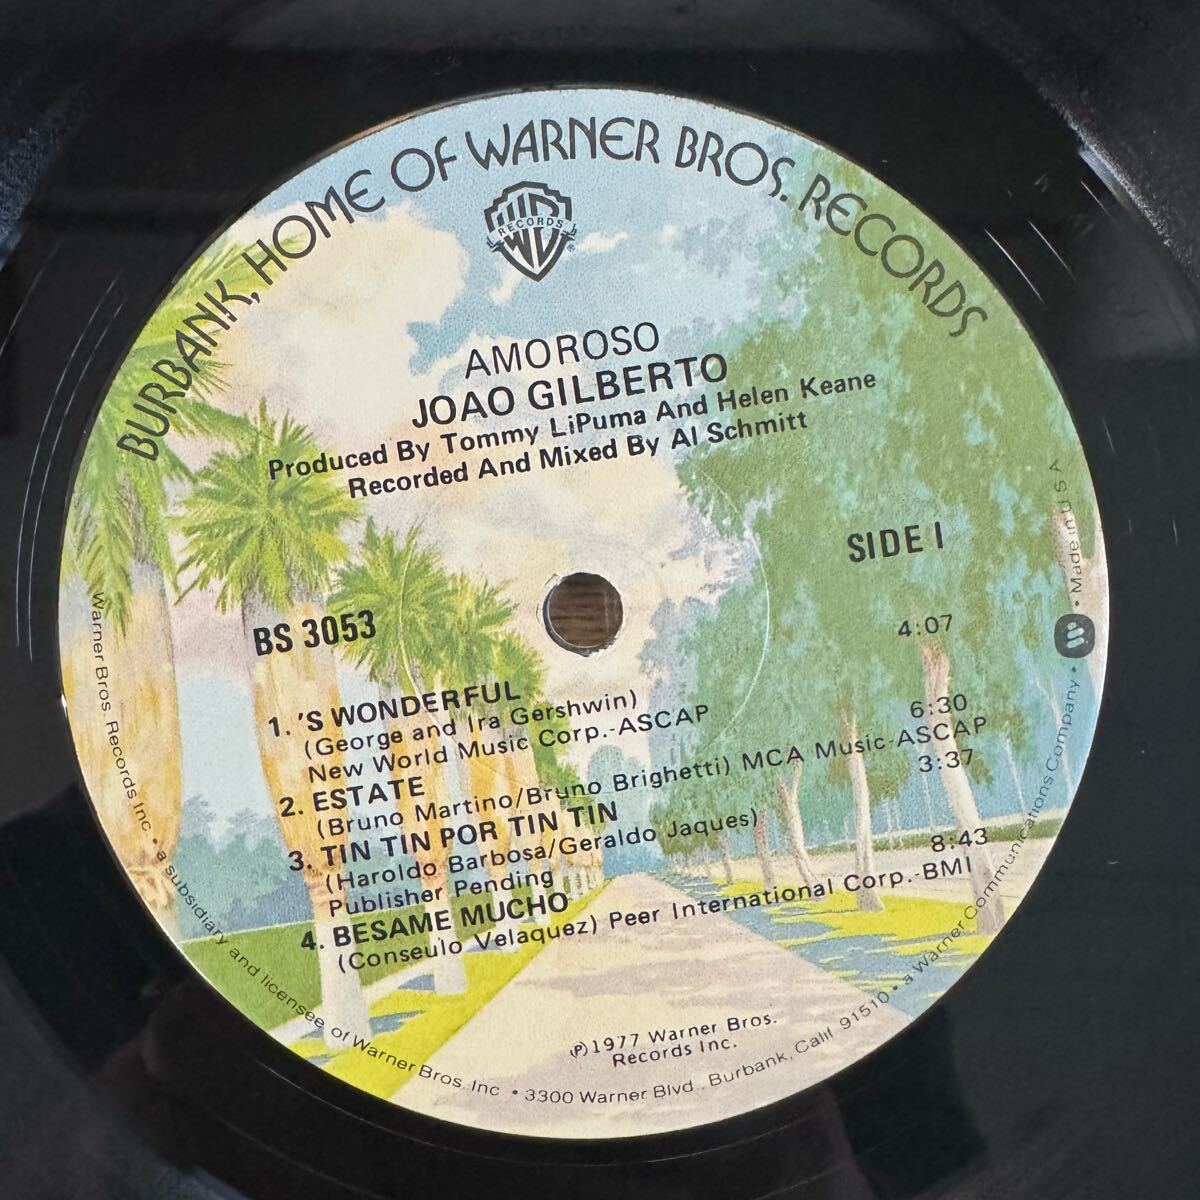 BURBANK, HOME OF WARNER BROS. RECORDS
WB
RECORDS
®
AMOROSO
JOAO GILBERTO
Produced By Tommy LiPuma And Helen Keane
Recorded And Mixed By Al Schmitt
SIDE I
BS 3053
1. 'S WONDERFUL 4:07
(George and Ira Gershwin)
New World Music Corp.-ASCAP
2. ESTATE 6:30
(Bruno Martino/Bruno Brighetti) MCA Music-ASCAP
3. TIN TIN POR TIN TIN 3:37
(Haroldo Barbosa/Geraldo Jaques)
Publisher Pending
4. BESAME MUCHO 8:43
(Conseulo Velaquez) Peer International Corp.-BMI
℗1977 Warner Bros.
Records Inc.
Warner Bros. Records Inc. • a subsidiary and licensee of Warner Bros. Inc • 3300 Warner Blvd., Burbank, Calif. 91510 • a Warner Communications Company • Made in U S A